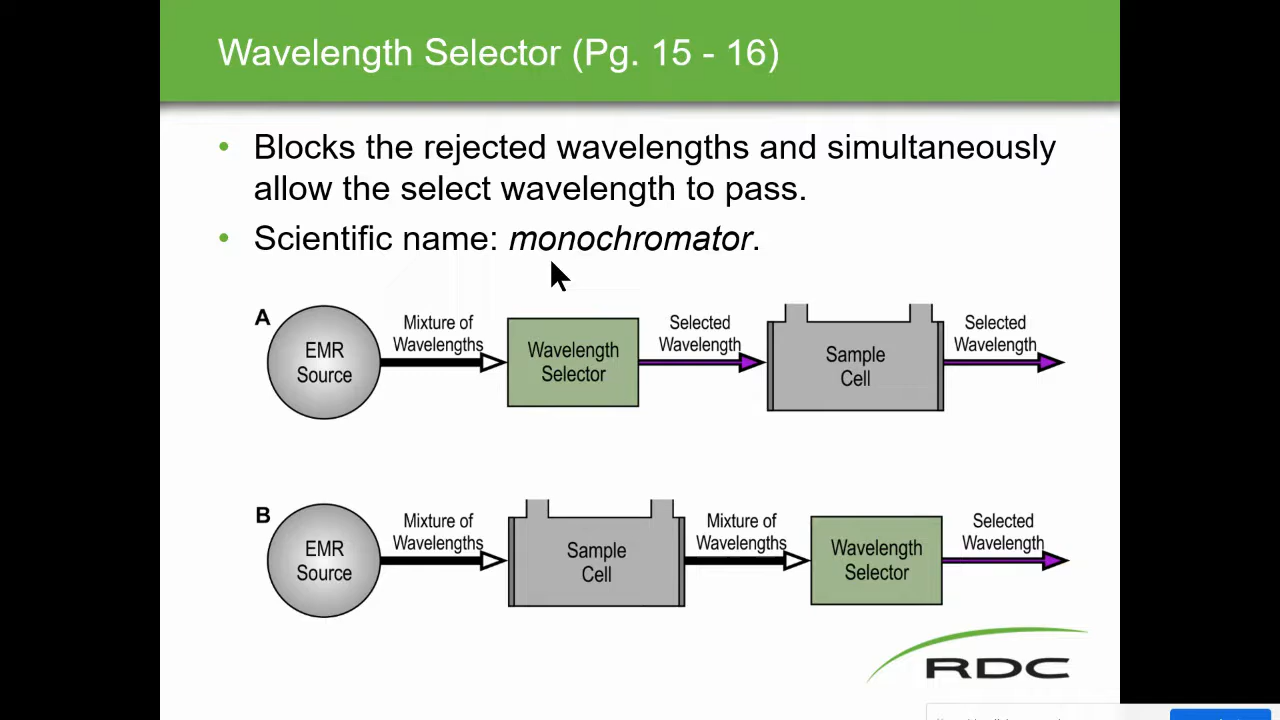 Wavelength Selector (Pg. 15 - 16)
• Blocks the rejected wavelengths and simultaneously
allow the select wavelength to pass.
• Scientific name: monochromator.
A
EMR
Source
Mixture of
Wavelengths
Wavelength
Selector
Selected
Wavelength
Sample
Cell
Selected
Wavelength
B
EMR
Source
Mixture of
Wavelengths
Sample
Cell
Mixture of
Wavelengths
Wavelength
Selector
Selected
Wavelength
RDC